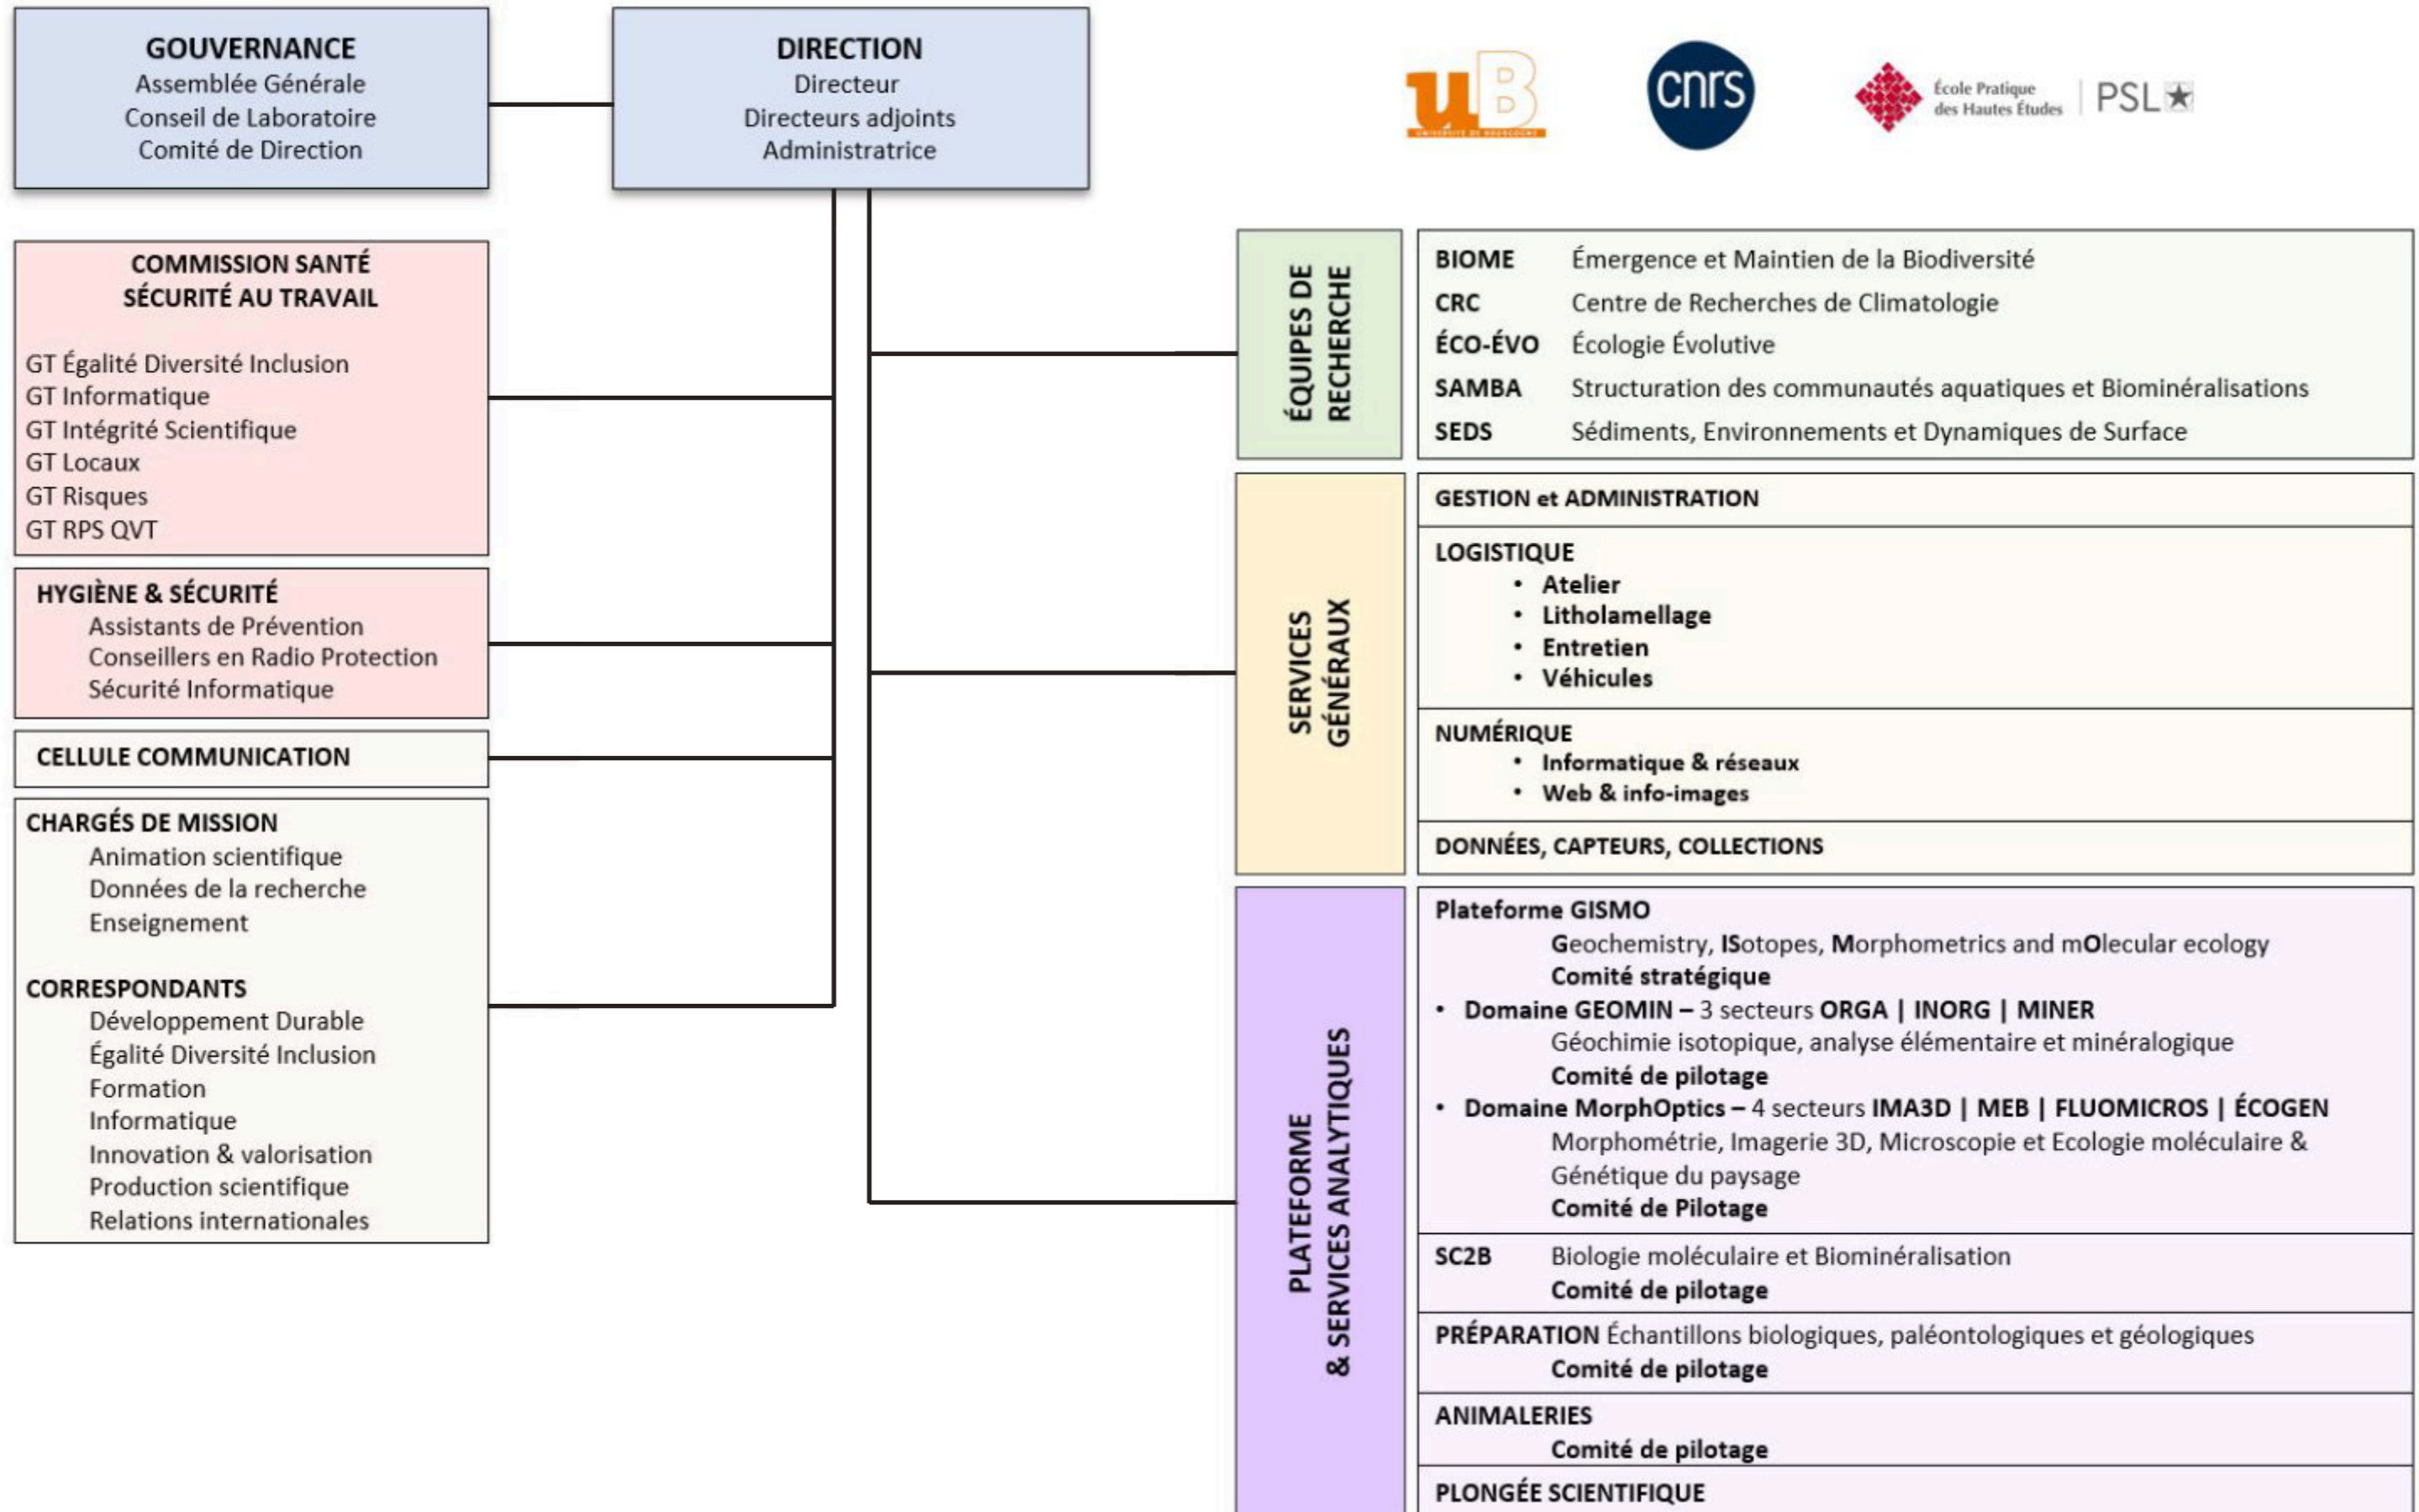 GOUVERNANCE
Assemblée Générale
Conseil de Laboratoire
Comité de Direction
DIRECTION
Directeur
Directeurs adjoints
Administratrice
uB
UNIVERSITÉ DE BOURGOGNE
cnrs
École Pratique
des Hautes Études
PSL
COMMISSION SANTÉ
SÉCURITÉ AU TRAVAIL
GT Égalité Diversité Inclusion
GT Informatique
GT Intégrité Scientifique
GT Locaux
GT Risques
GT RPS QVT
HYGIÈNE & SÉCURITÉ
Assistants de Prévention
Conseillers en Radio Protection
Sécurité Informatique
CELLULE COMMUNICATION
CHARGÉS DE MISSION
Animation scientifique
Données de la recherche
Enseignement
CORRESPONDANTS
Développement Durable
Égalité Diversité Inclusion
Formation
Informatique
Innovation & valorisation
Production scientifique
Relations internationales
ÉQUIPES DE
RECHERCHE
BIOME Émergence et Maintien de la Biodiversité
CRC Centre de Recherches de Climatologie
ÉCO-ÉVO Écologie Évolutive
SAMBA Structuration des communautés aquatiques et Biominéralisations
SEDS Sédiments, Environnements et Dynamiques de Surface
SERVICES
GÉNÉRAUX
GESTION et ADMINISTRATION
LOGISTIQUE
• Atelier
• Litholamellage
• Entretien
• Véhicules
NUMÉRIQUE
• Informatique & réseaux
• Web & info-images
DONNÉES, CAPTEURS, COLLECTIONS
PLATEFORME
& SERVICES ANALYTIQUES
Plateforme GISMO
Geochemistry, ISotopes, Morphometrics and mOlecular ecology
Comité stratégique
• Domaine GEOMIN – 3 secteurs ORGA | INORG | MINER
Géochimie isotopique, analyse élémentaire et minéralogique
Comité de pilotage
• Domaine MorphOptics – 4 secteurs IMA3D | MEB | FLUOMICROS | ÉCOGEN
Morphométrie, Imagerie 3D, Microscopie et Ecologie moléculaire &
Génétique du paysage
Comité de Pilotage
SC2B Biologie moléculaire et Biominéralisation
Comité de pilotage
PRÉPARATION Échantillons biologiques, paléontologiques et géologiques
Comité de pilotage
ANIMALERIES
Comité de pilotage
PLONGÉE SCIENTIFIQUE